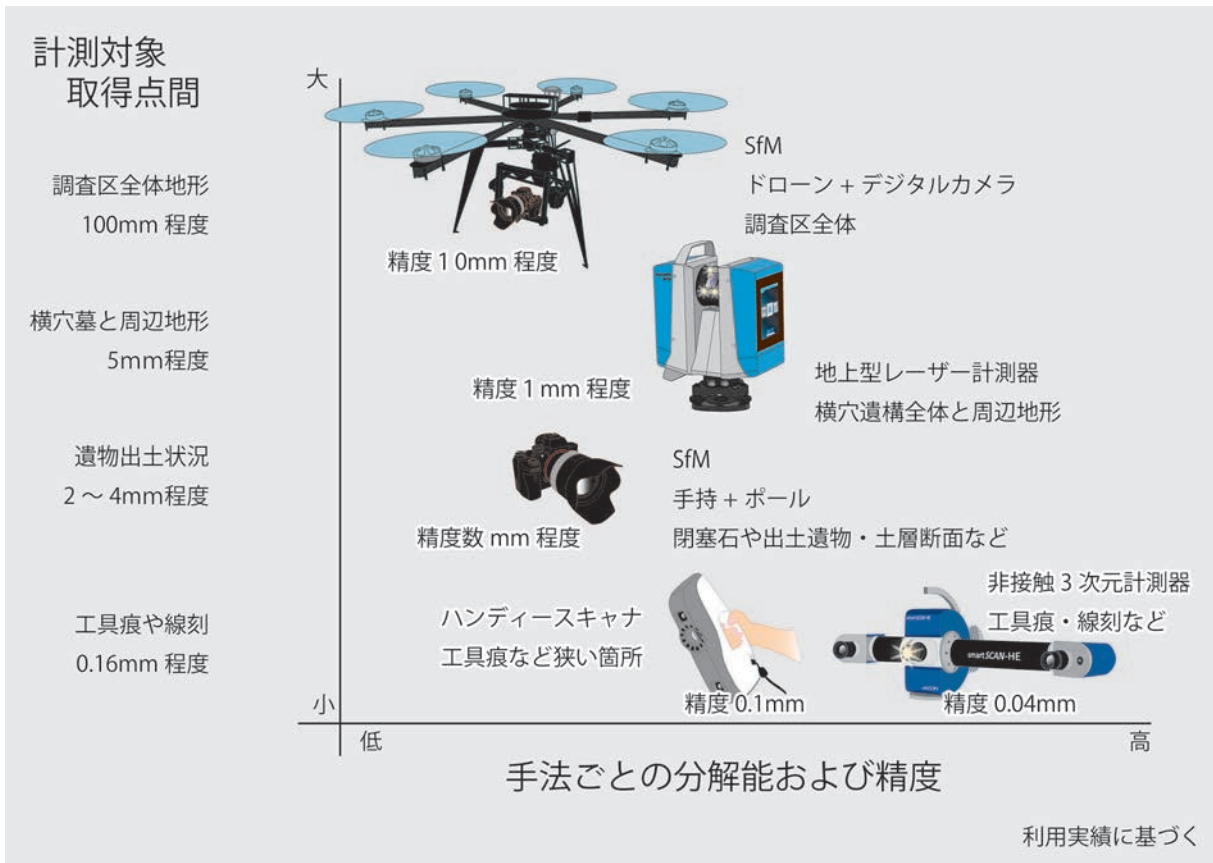 計測対象
取得点間
大
調査区全体地形
100mm 程度
SfM
ドローン + デジタルカメラ
調査区全体
精度 1 0mm 程度
横穴墓と周辺地形
5mm程度
精度 1 mm 程度
地上型レーザー計測器
横穴遺構全体と周辺地形
遺物出土状況
2 ～ 4mm程度
SfM
手持 + ポール
閉塞石や出土遺物・土層断面など
精度数 mm 程度
工具痕や線刻
0.16mm 程度
ハンディースキャナ
工具痕など狭い箇所
精度 0.1mm
非接触 3 次元計測器
工具痕・線刻など
smartSCAN-HE
精度 0.04mm
小
低
高
手法ごとの分解能および精度
利用実績に基づく